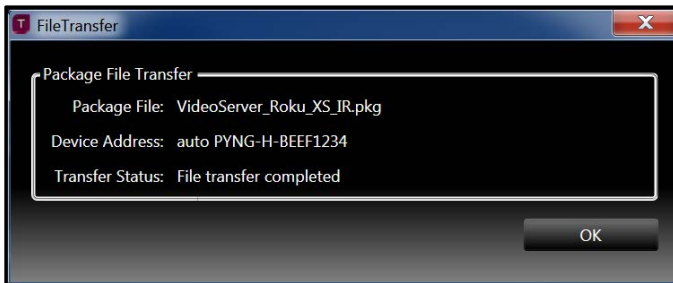 T FileTransfer X
Package File Transfer
Package File: VideoServer_Roku_XS_IR.pkg
Device Address: auto PYNG-H-BEEF1234
Transfer Status: File transfer completed
OK